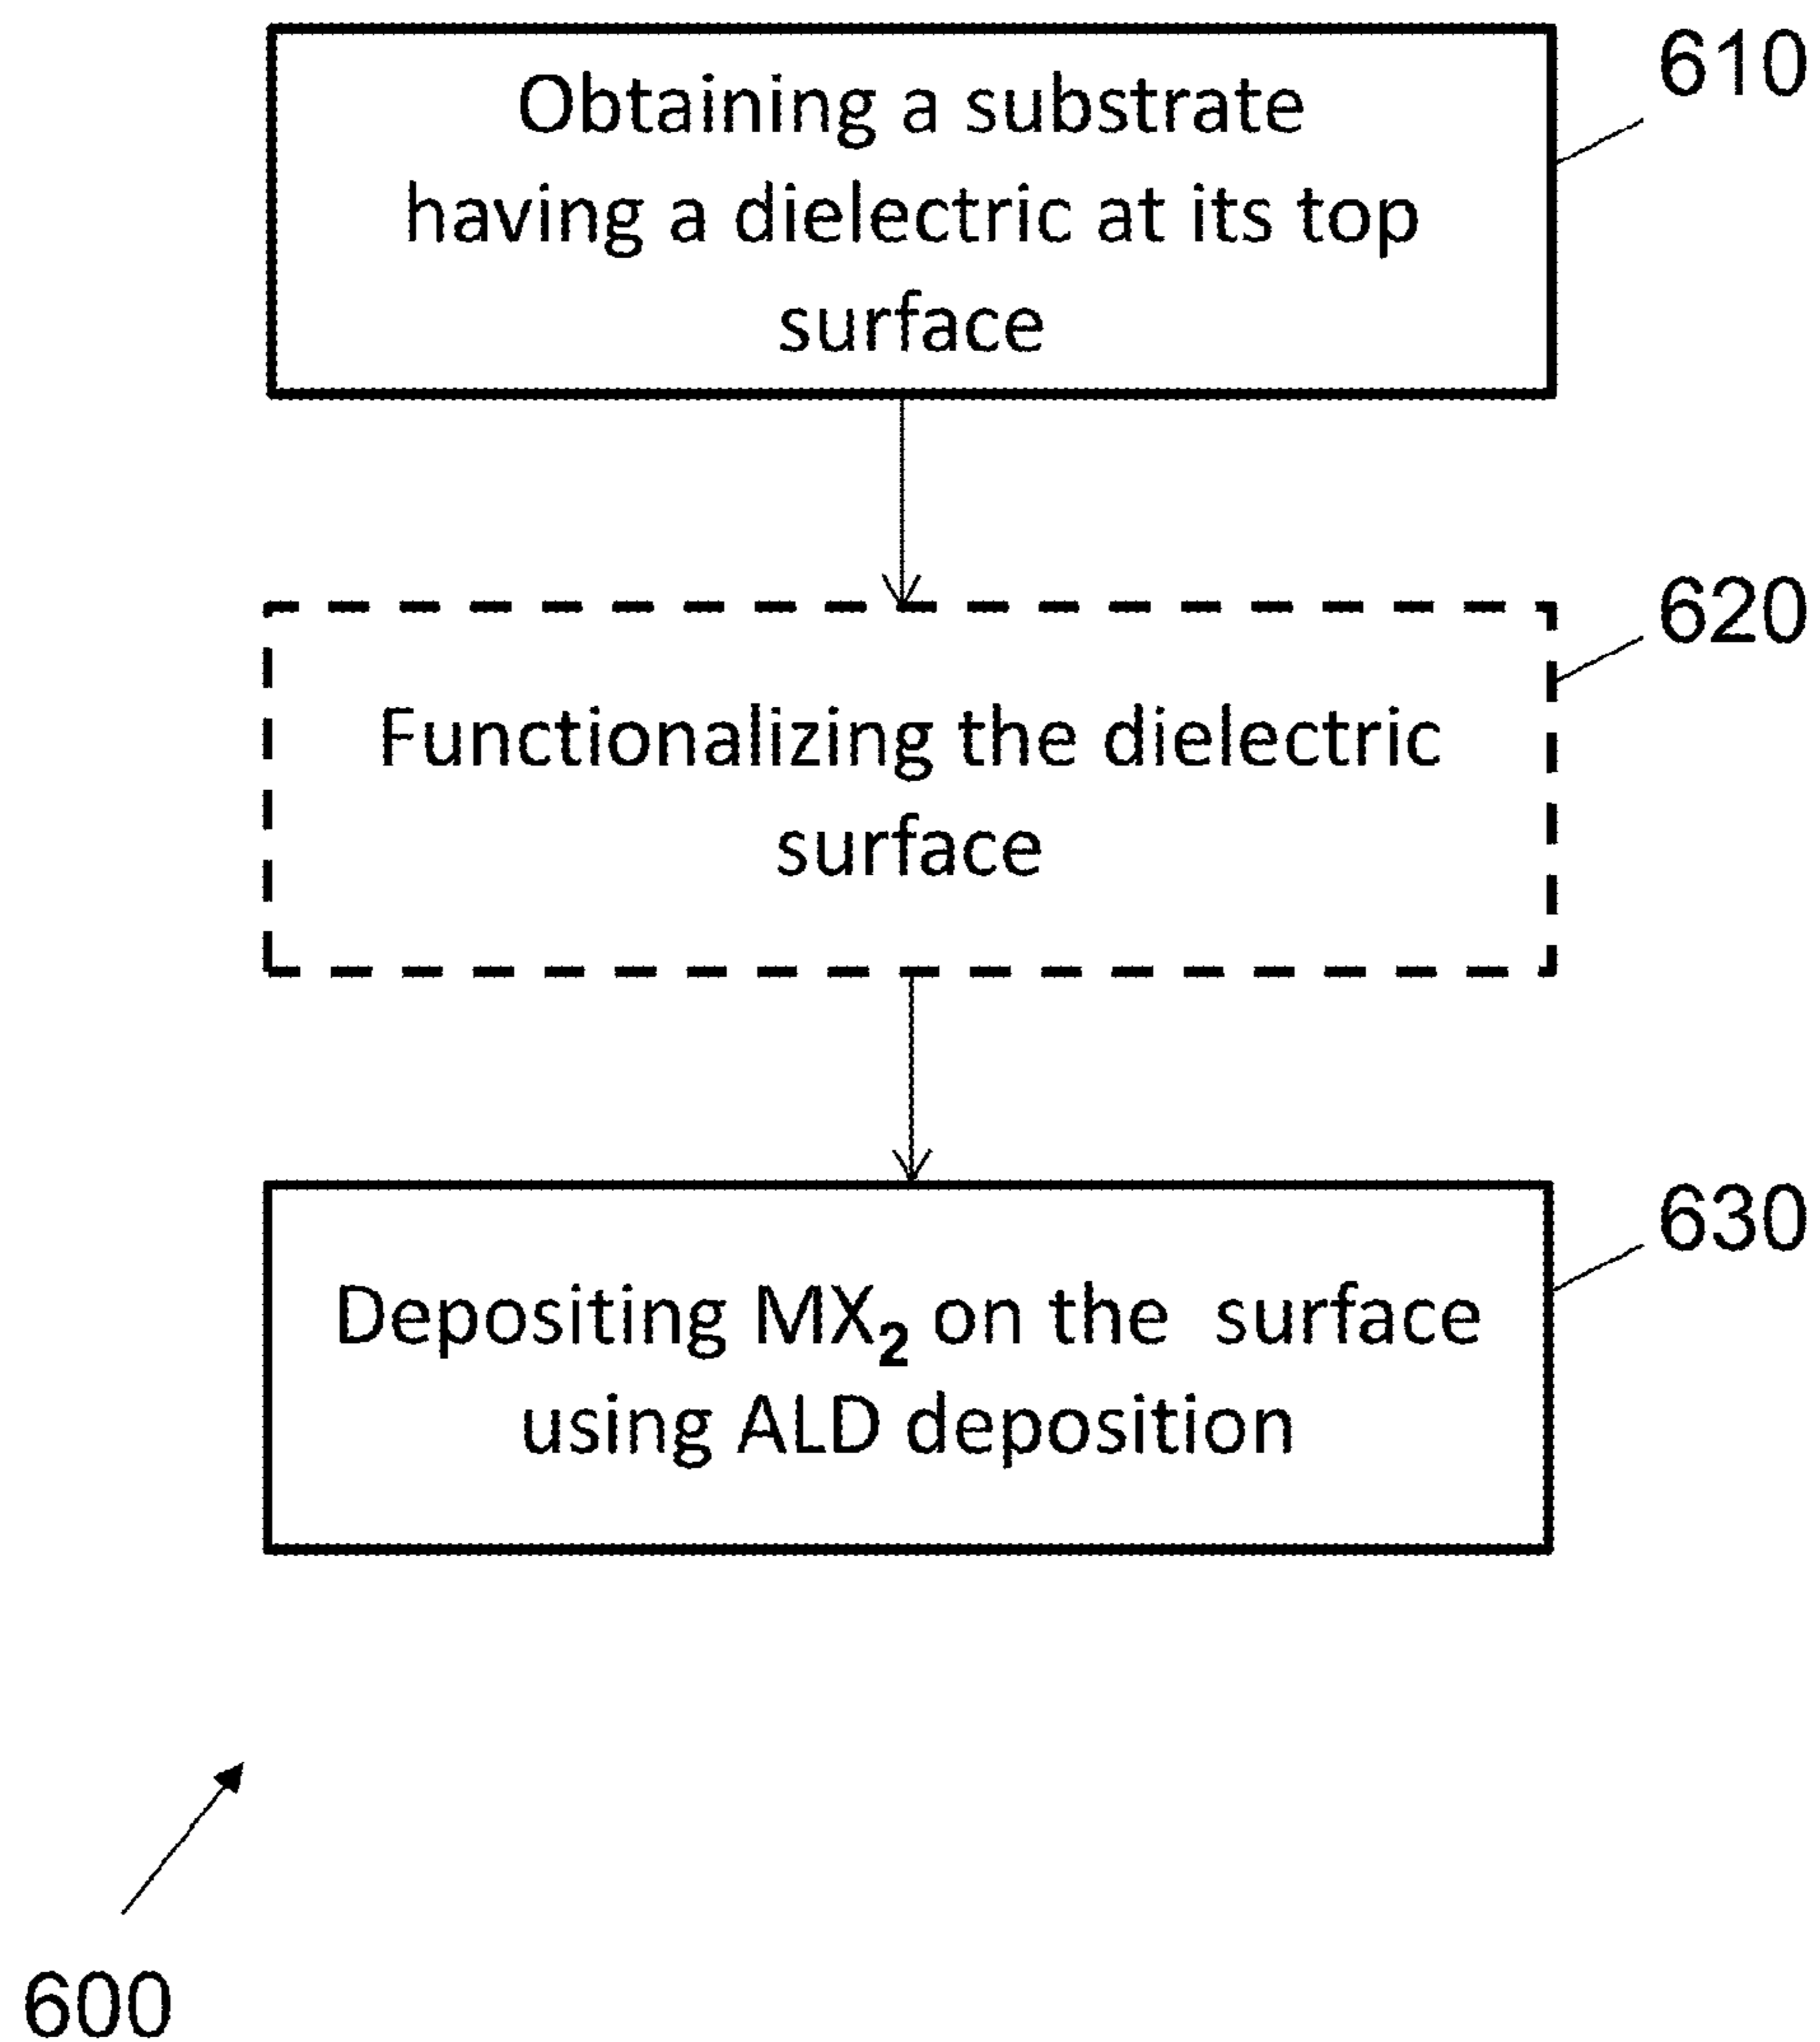 Obtaining a substrate
having a dielectric at its top
surface
610
Functionalizing the dielectric
surface
620
Depositing MX₂ on the surface
using ALD deposition
630
600